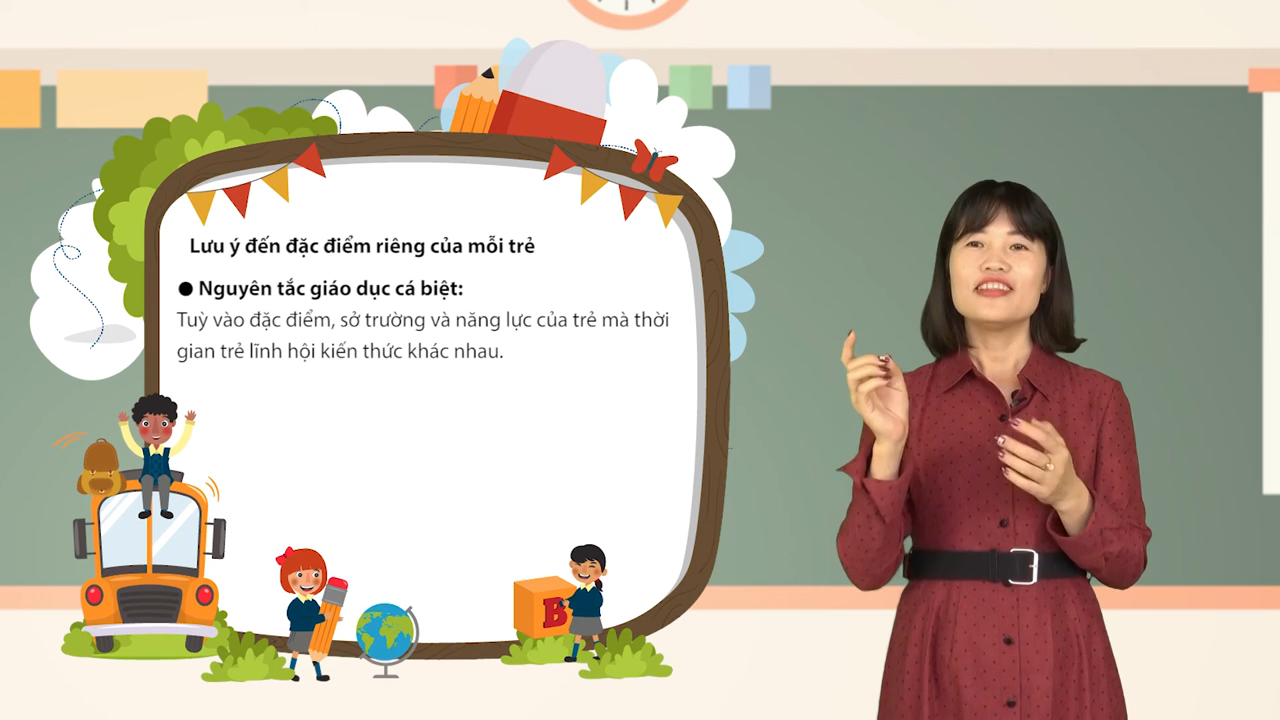 Lưu ý đến đặc điểm riêng của mỗi trẻ
● Nguyên tắc giáo dục cá biệt:
Tuỳ vào đặc điểm, sở trường và năng lực của trẻ mà thời
gian trẻ lĩnh hội kiến thức khác nhau.
B